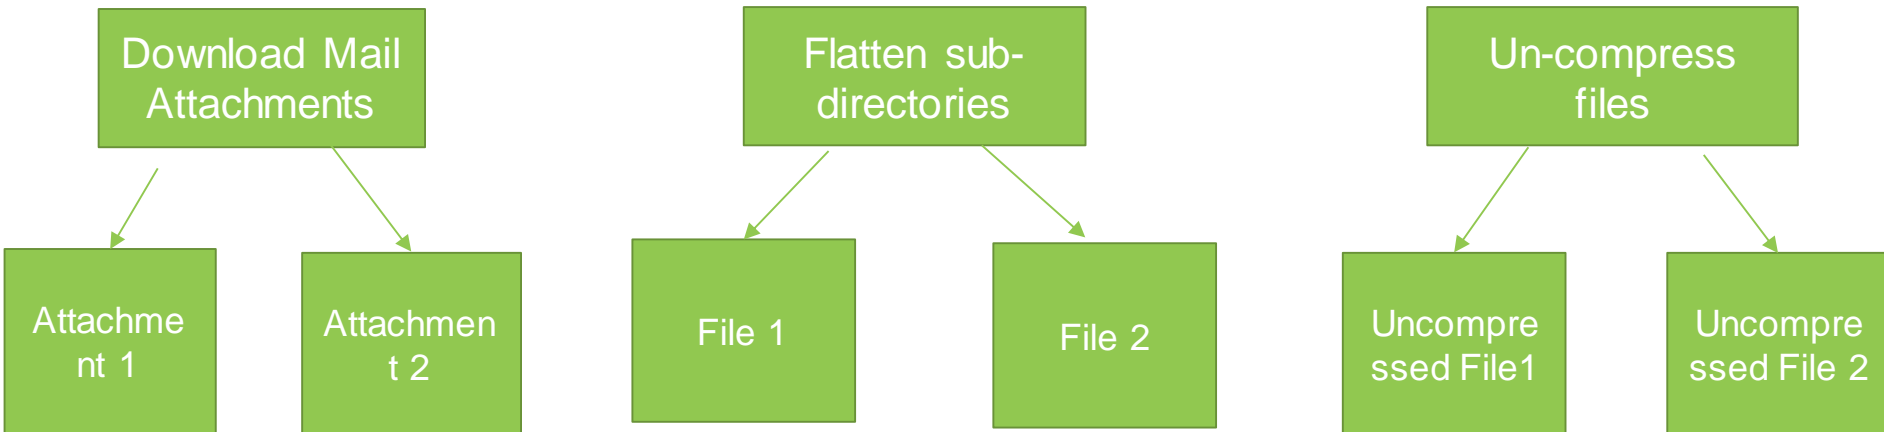 Download Mail
Attachments
Flatten sub-
directories
Un-compress
files
Attachme
nt 1
Attachmen
t 2
File 1
File 2
Uncompre
ssed File1
Uncompre
ssed File 2